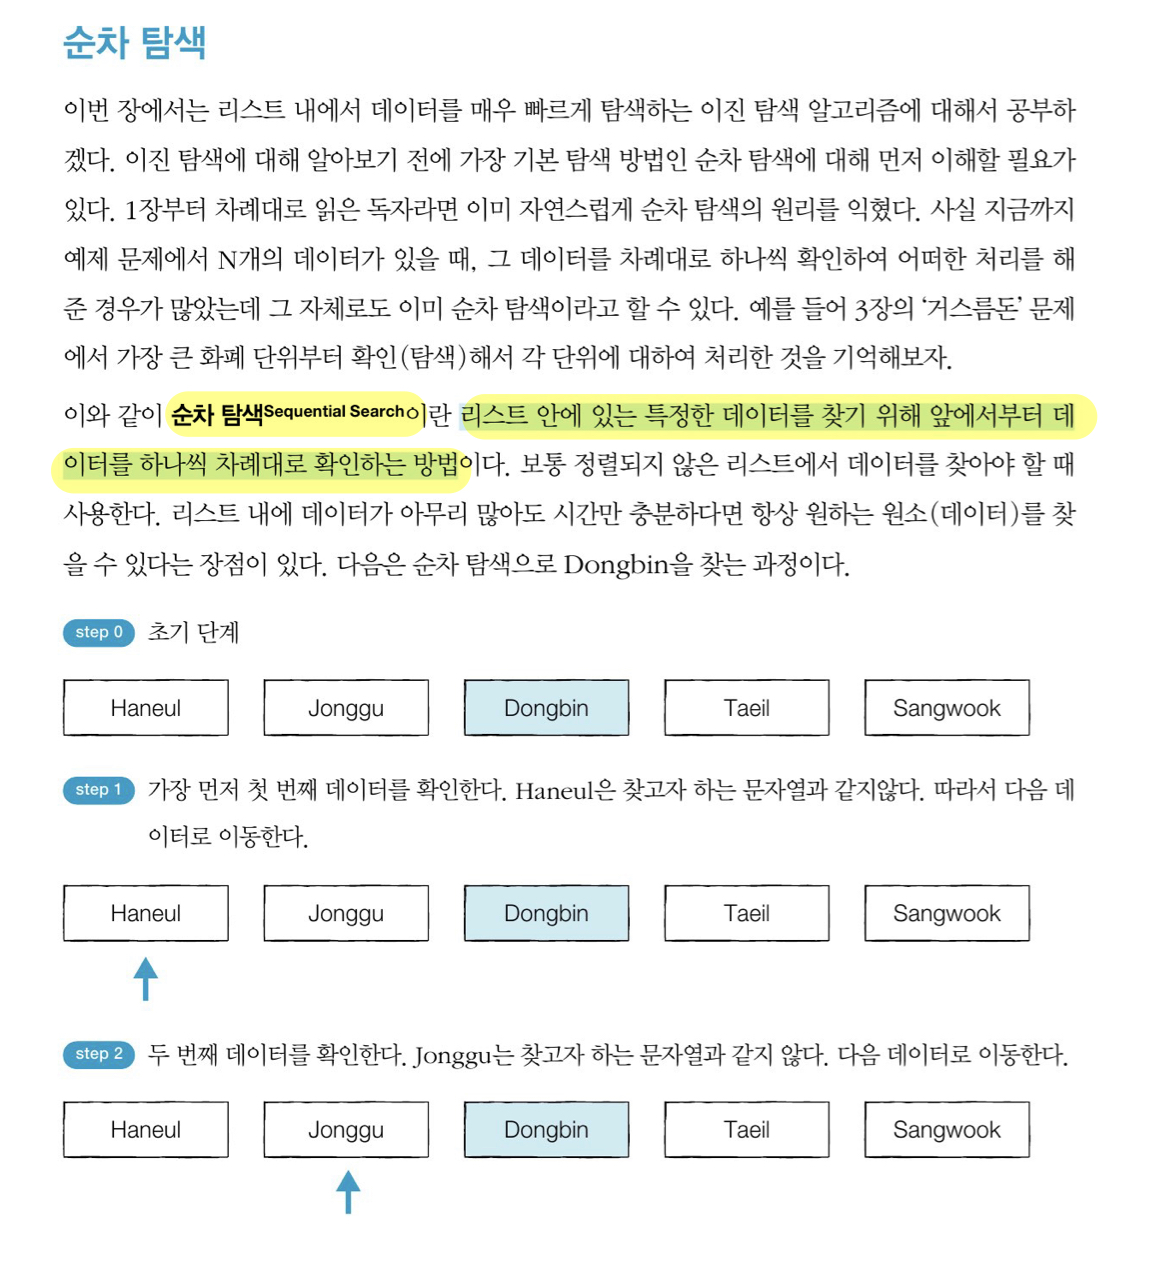 순차 탐색
이번 장에서는 리스트 내에서 데이터를 매우 빠르게 탐색하는 이진 탐색 알고리즘에 대해서 공부하
겠다. 이진 탐색에 대해 알아보기 전에 가장 기본 탐색 방법인 순차 탐색에 대해 먼저 이해할 필요가
있다. 1장부터 차례대로 읽은 독자라면 이미 자연스럽게 순차 탐색의 원리를 익혔다. 사실 지금까지
예제 문제에서 N개의 데이터가 있을 때, 그 데이터를 차례대로 하나씩 확인하여 어떠한 처리를 해
준 경우가 많았는데 그 자체로도 이미 순차 탐색이라고 할 수 있다. 예를 들어 3장의 ‘거스름돈’ 문제
에서 가장 큰 화폐 단위부터 확인(탐색)해서 각 단위에 대하여 처리한 것을 기억해보자.
이와 같이 순차 탐색Sequential Search이란 리스트 안에 있는 특정한 데이터를 찾기 위해 앞에서부터 데
이터를 하나씩 차례대로 확인하는 방법이다. 보통 정렬되지 않은 리스트에서 데이터를 찾아야 할 때
사용한다. 리스트 내에 데이터가 아무리 많아도 시간만 충분하다면 항상 원하는 원소(데이터)를 찾
을 수 있다는 장점이 있다. 다음은 순차 탐색으로 Dongbin을 찾는 과정이다.
step 0 초기 단계
Haneul Jonggu Dongbin Taeil Sangwook
step 1 가장 먼저 첫 번째 데이터를 확인한다. Haneul은 찾고자 하는 문자열과 같지않다. 따라서 다음 데
이터로 이동한다.
Haneul Jonggu Dongbin Taeil Sangwook
step 2 두 번째 데이터를 확인한다. Jonggu는 찾고자 하는 문자열과 같지 않다. 다음 데이터로 이동한다.
Haneul Jonggu Dongbin Taeil Sangwook